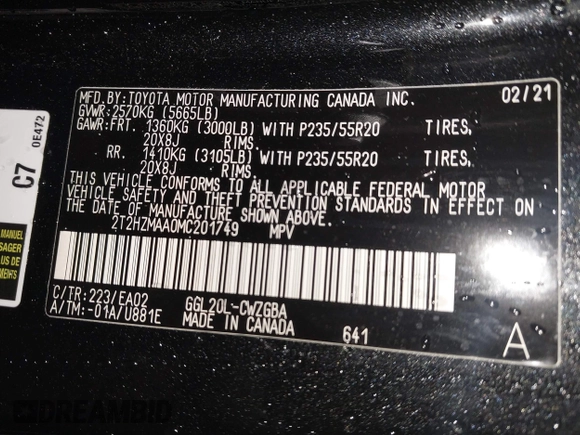 MFD.BY:TOYOTA MOTOR MANUFACTURING CANADA INC. 02/21
GVWR:2570KG (5665LB)
GAWR:FRT. 1360KG (3000LB) WITH P235/55R20 TIRES,
20X8J RIMS.
RR. 1410KG (3105LB) WITH P235/55R20 TIRES,
20X8J RIMS.
THIS VEHICLE CONFORMS TO ALL APPLICABLE FEDERAL MOTOR
VEHICLE SAFETY AND THEFT PREVENTION STANDARDS IN EFFECT ON
THE DATE OF MANUFACTURE SHOWN ABOVE.
2T2HZMAA0MC201749 MPV
C/TR:223/EA02 GGL20L-CWZGBA
A/TM:-01A/U881E MADE IN CANADA 641 A
C7 0E472
MANUEL
SAGER
DE
MENTS
DREAMBID